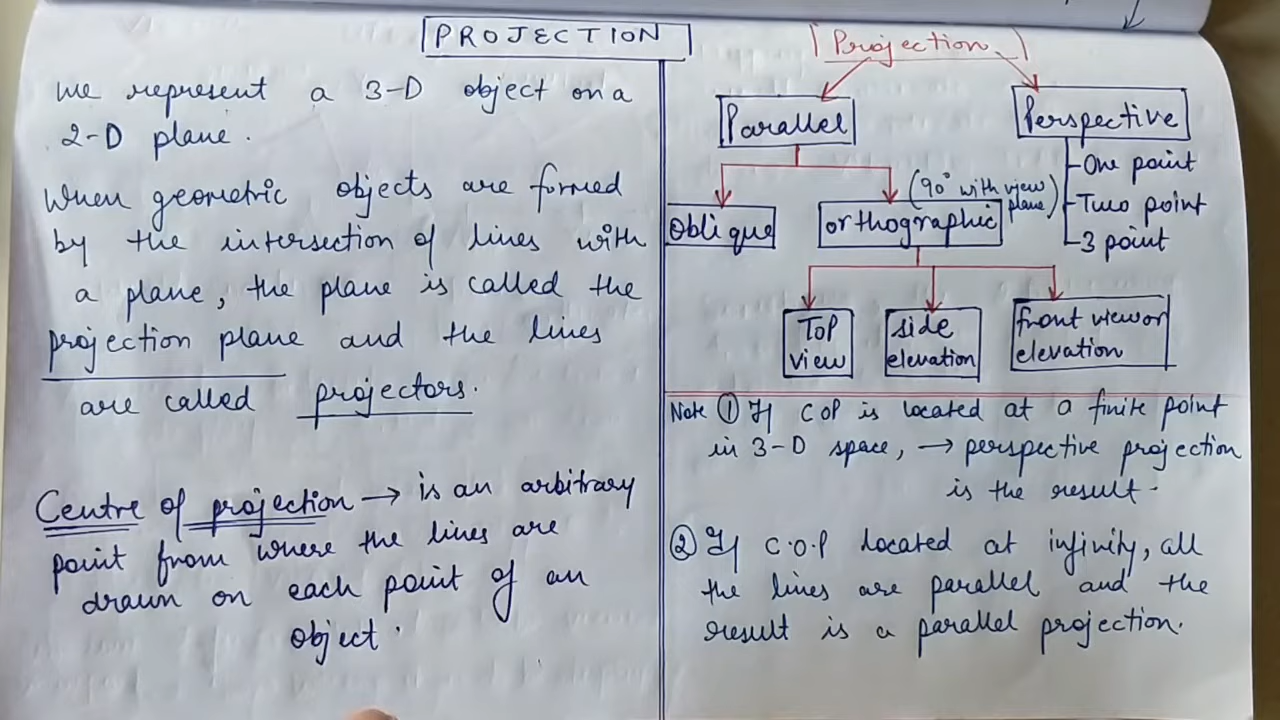 PROJECTION
we represent a 3-D object on a
2-D plane.
When geometric objects are formed
by the intersection of lines with
a plane, the plane is called the
projection plane and the lines
are called projectors.
Centre of projection → is an arbitrary
point from where the lines are
drawn on each point of an
object.
Projection
Parallel
Perspective
One point
Two point
3 point
Oblique
orthographic
(90° with view
plane)
Top
view
side
elevation
front view or
elevation
Note ① If COP is located at a finite point
in 3-D space, → perspective projection
is the result.
② If C.O.P located at infinity, all
the lines are parallel and the
result is a parallel projection.